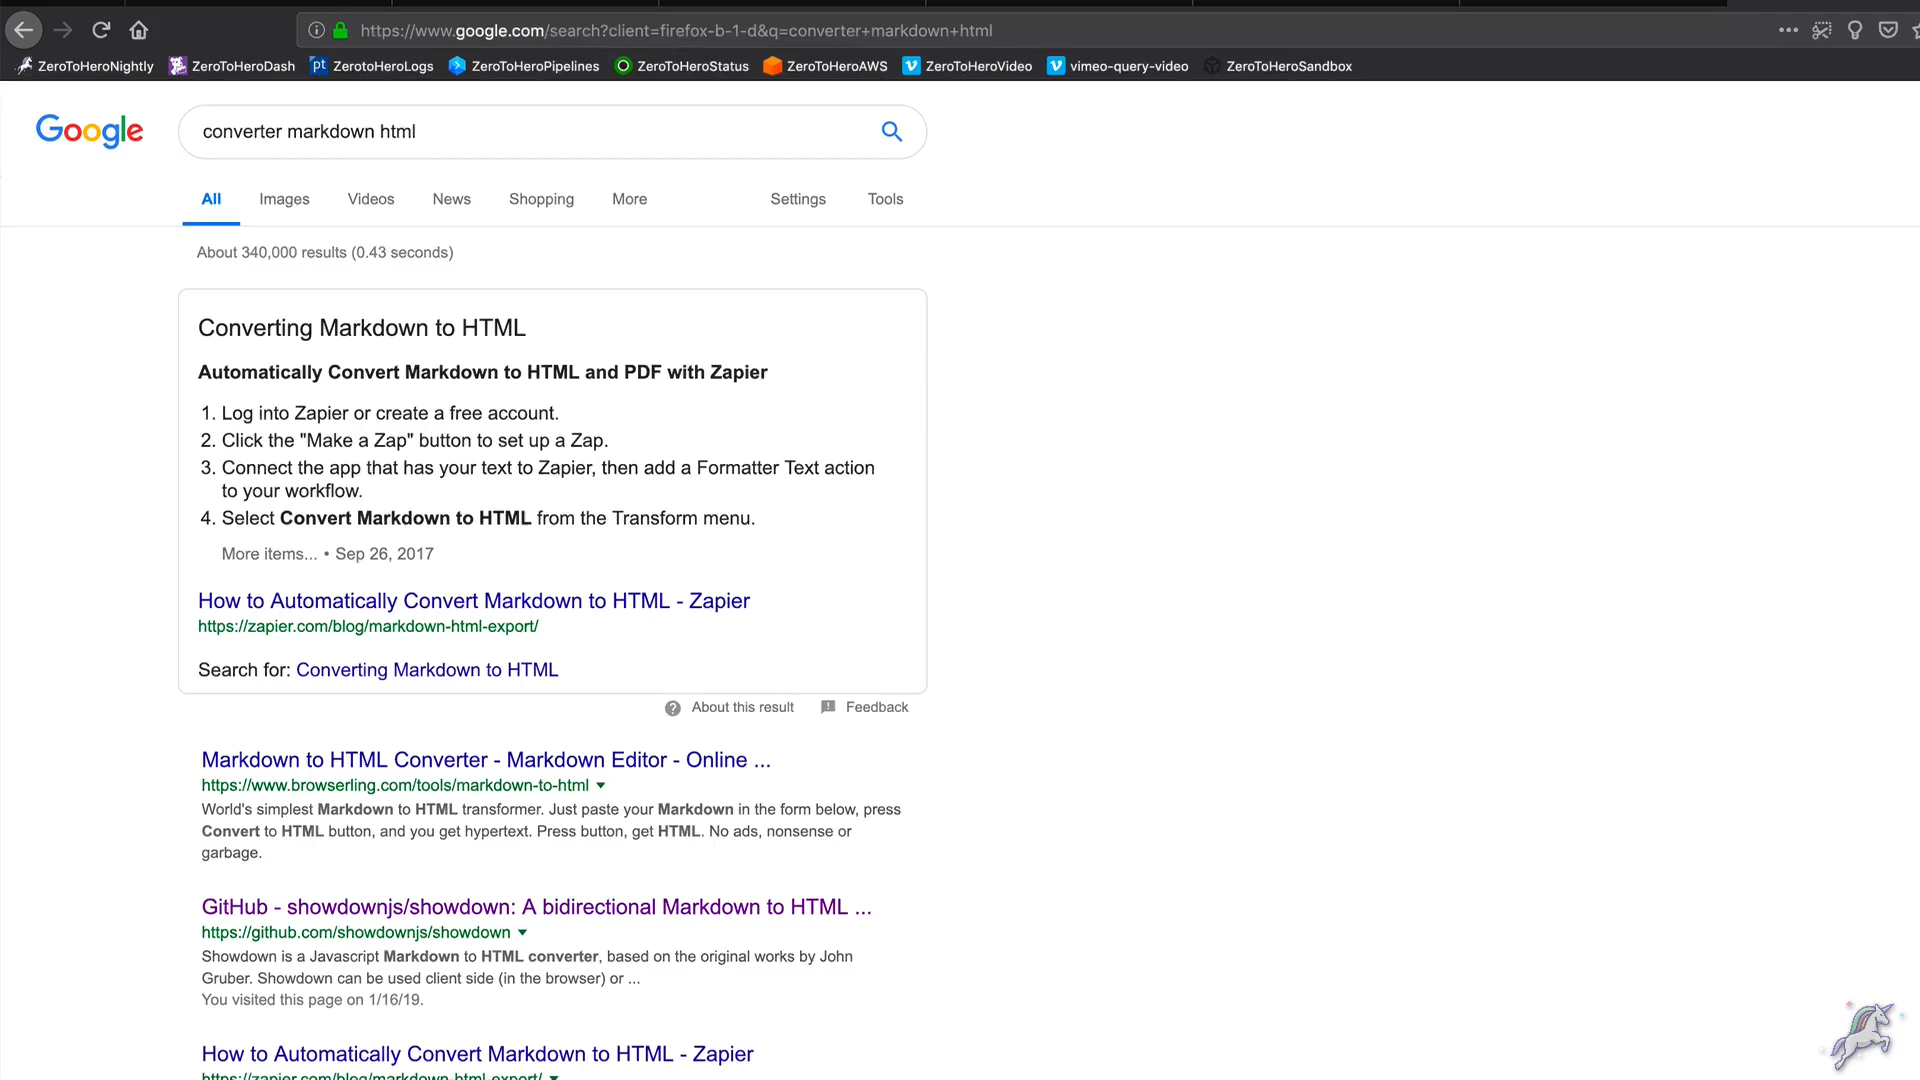 https://www.google.com/search?client=firefox-b-1-d&q=converter+markdown+html
ZeroToHeroNightly ZeroToHeroDash pt ZerotoHeroLogs ZeroToHeroPipelines ZeroToHeroStatus ZeroToHeroAWS ZeroToHeroVideo vimeo-query-video ZeroToHeroSandbox
Google converter markdown html
All Images Videos News Shopping More Settings Tools
About 340,000 results (0.43 seconds)
Converting Markdown to HTML
Automatically Convert Markdown to HTML and PDF with Zapier
1. Log into Zapier or create a free account.
2. Click the "Make a Zap" button to set up a Zap.
3. Connect the app that has your text to Zapier, then add a Formatter Text action
to your workflow.
4. Select Convert Markdown to HTML from the Transform menu.
More items... • Sep 26, 2017
How to Automatically Convert Markdown to HTML - Zapier
https://zapier.com/blog/markdown-html-export/
Search for: Converting Markdown to HTML
About this result Feedback
Markdown to HTML Converter - Markdown Editor - Online ...
https://www.browserling.com/tools/markdown-to-html
World's simplest Markdown to HTML transformer. Just paste your Markdown in the form below, press
Convert to HTML button, and you get hypertext. Press button, get HTML. No ads, nonsense or
garbage.
GitHub - showdownjs/showdown: A bidirectional Markdown to HTML ...
https://github.com/showdownjs/showdown
Showdown is a Javascript Markdown to HTML converter, based on the original works by John
Gruber. Showdown can be used client side (in the browser) or ...
You visited this page on 1/16/19.
How to Automatically Convert Markdown to HTML - Zapier
https://zapier.com/blog/markdown-html-export/